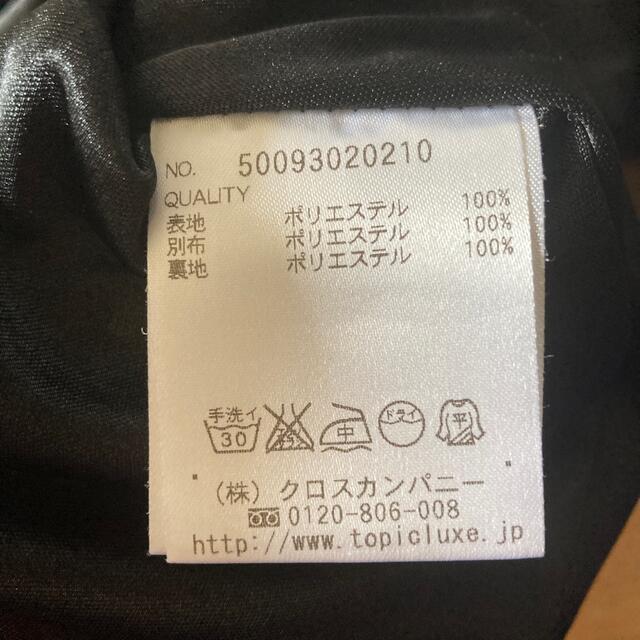 NO. 50093020210
QUALITY
表地 ポリエステル 100%
別布 ポリエステル 100%
裏地 ポリエステル 100%
手洗イ 30 中 ドライ 平
(株) クロスカンパニー
0120-806-008
http://www.topicluxe.jp